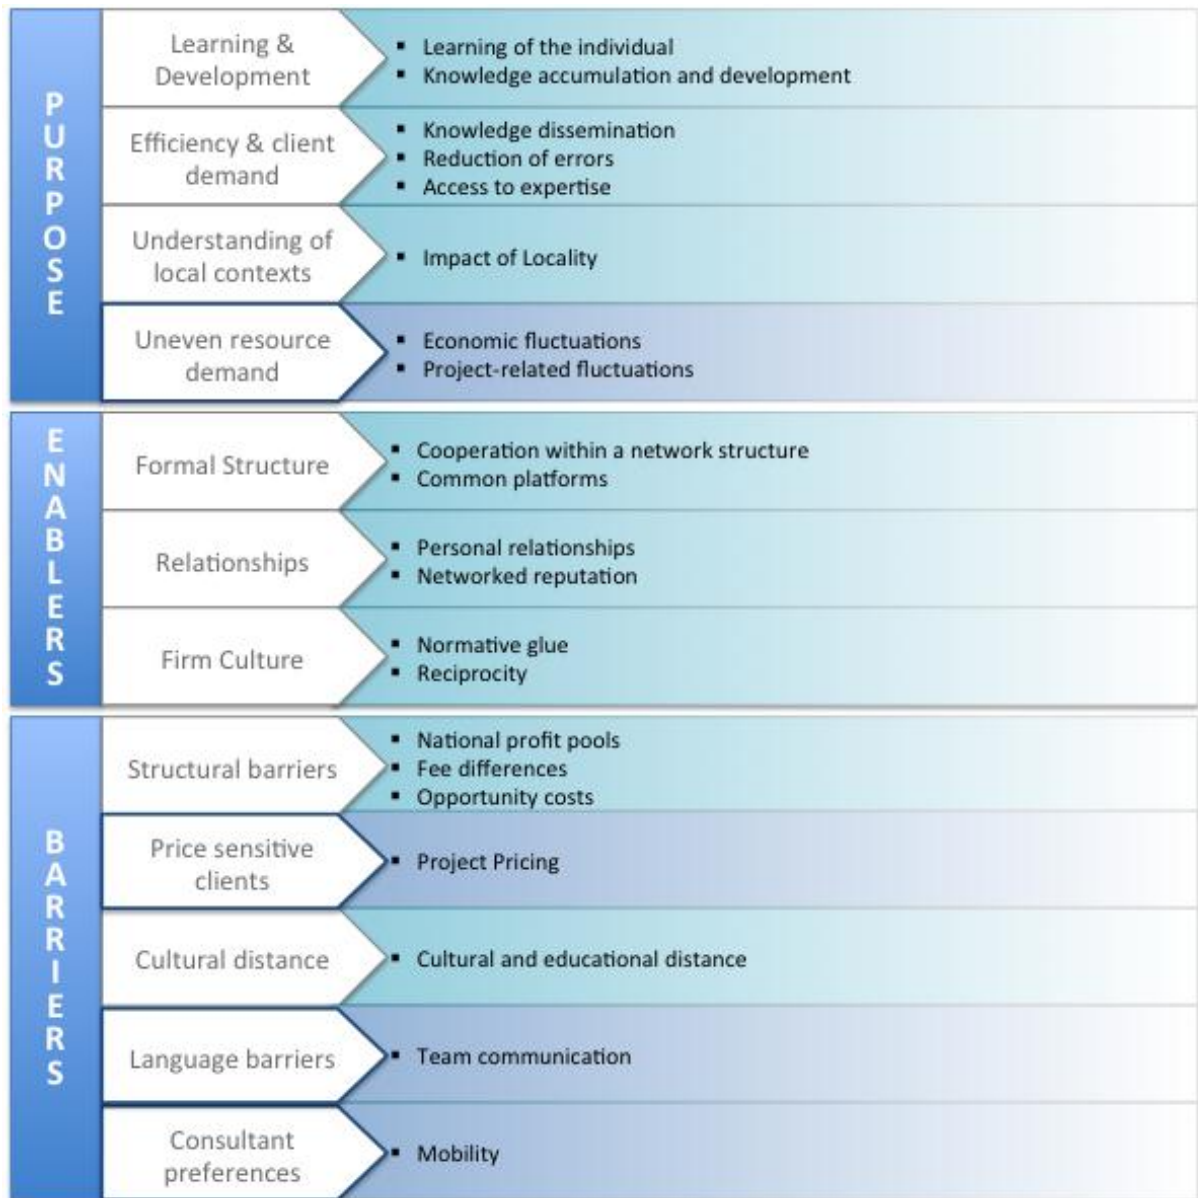 PURPOSE
Learning &
Development
▪ Learning of the individual
▪ Knowledge accumulation and development
Efficiency & client
demand
▪ Knowledge dissemination
▪ Reduction of errors
▪ Access to expertise
Understanding of
local contexts
▪ Impact of Locality
Uneven resource
demand
▪ Economic fluctuations
▪ Project-related fluctuations
ENABLERS
Formal Structure
▪ Cooperation within a network structure
▪ Common platforms
Relationships
▪ Personal relationships
▪ Networked reputation
Firm Culture
▪ Normative glue
▪ Reciprocity
BARRIERS
Structural barriers
▪ National profit pools
▪ Fee differences
▪ Opportunity costs
Price sensitive
clients
▪ Project Pricing
Cultural distance
▪ Cultural and educational distance
Language barriers
▪ Team communication
Consultant
preferences
▪ Mobility